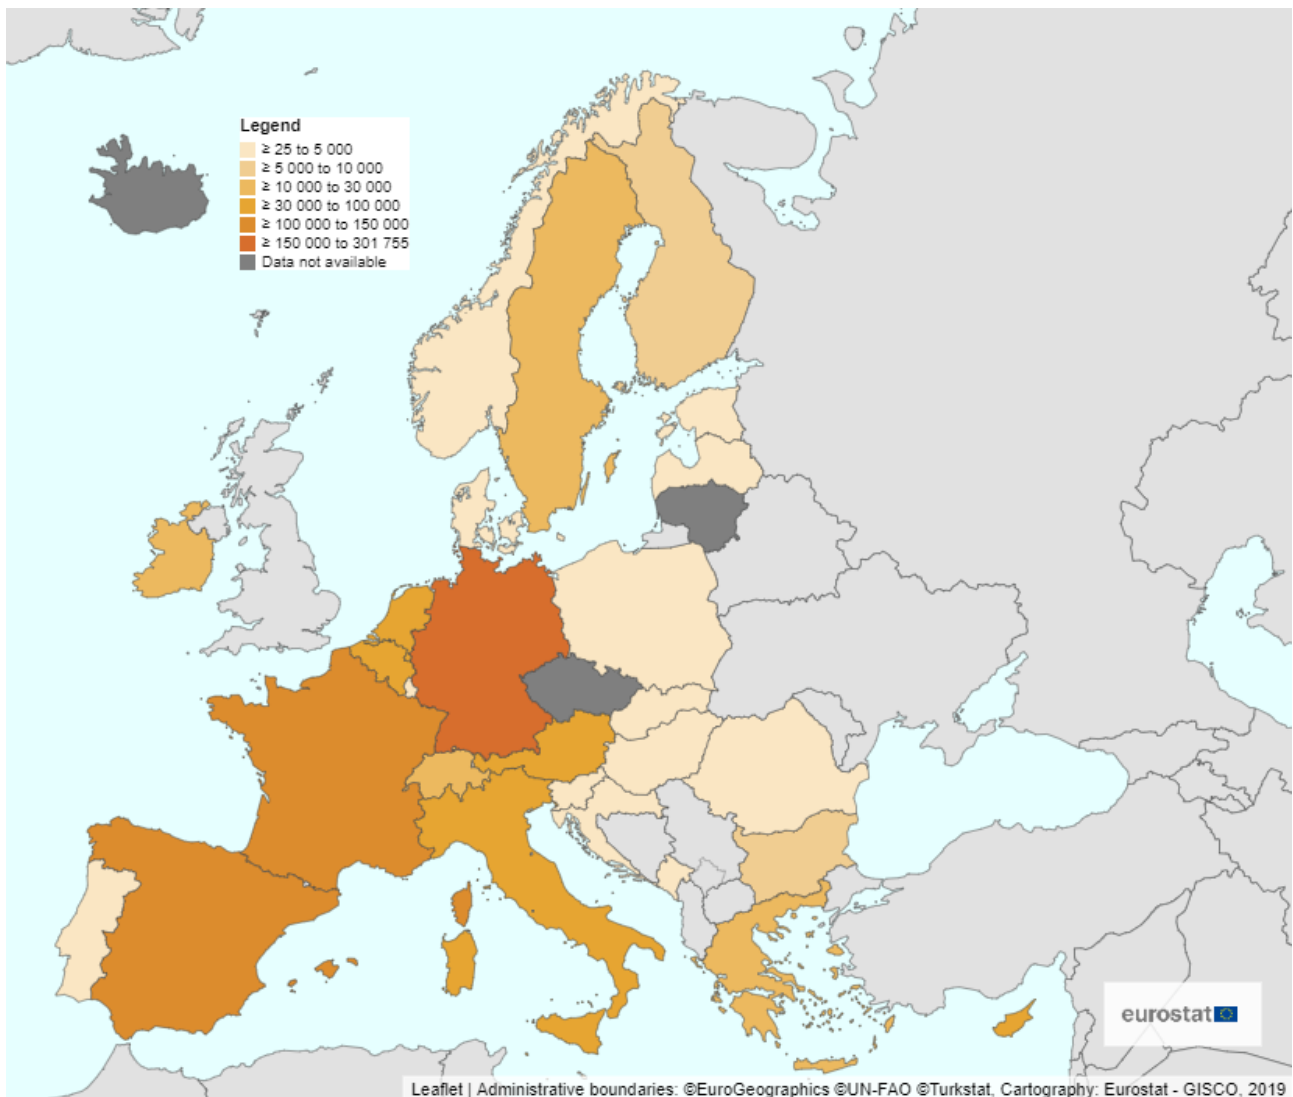 Legend
≥ 25 to 5 000
≥ 5 000 to 10 000
≥ 10 000 to 30 000
≥ 30 000 to 100 000
≥ 100 000 to 150 000
≥ 150 000 to 301 755
Data not available
eurostat
Leaflet | Administrative boundaries: ©EuroGeographics ©UN-FAO ©Turkstat, Cartography: Eurostat - GISCO, 2019